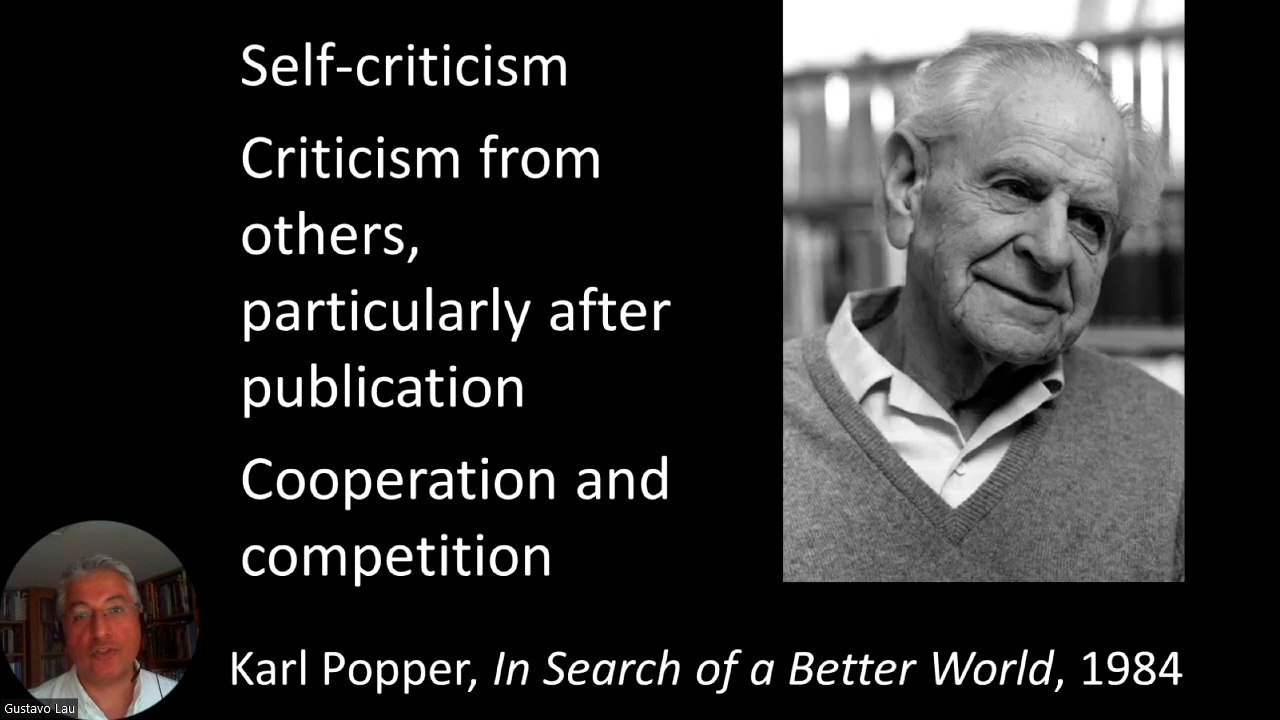 Self-criticism
Criticism from
others,
particularly after
publication
Cooperation and
competition
Karl Popper, In Search of a Better World, 1984
Gustavo Lau